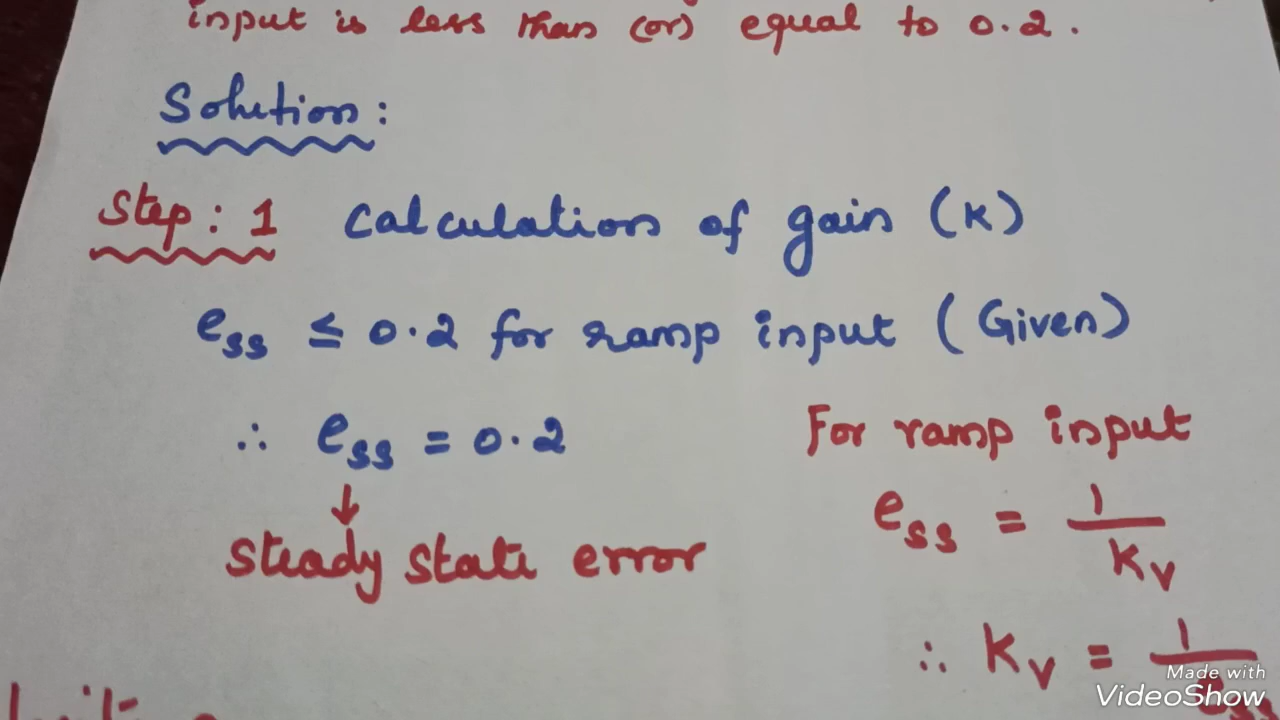 input is less than (or) equal to 0.2.
Solution:
Step: 1 Calculation of gain (K)
ess ≤ 0.2 for ramp input (Given)
∴ ess = 0.2
↓
Steady state error
For ramp input
ess = 1/Kv
∴ Kv = 1/ess
Made with
VideoShow